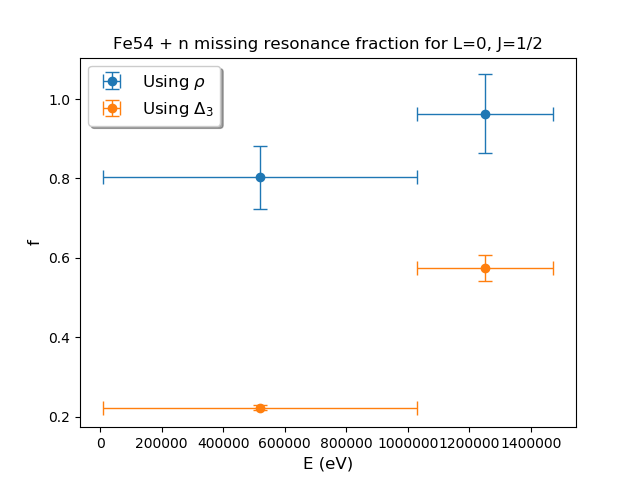 Fe54 + n missing resonance fraction for L=0, J=1/2
Using ρ
Using Δ₃
f
1.0
0.8
0.6
0.4
0.2
0 200000 400000 600000 800000 1000000 1200000 1400000
E (eV)